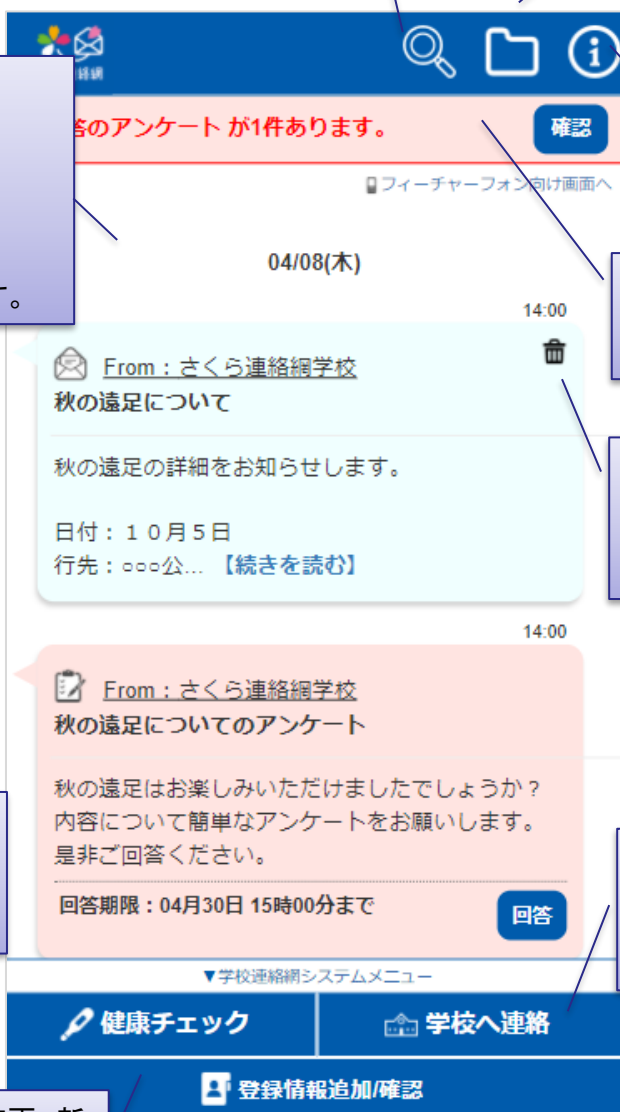 絡網
答のアンケート が1件あります。
確認
フィーチャーフォン向け画面へ
す。
04/08(木)
14:00
From：さくら連絡網学校
秋の遠足について
秋の遠足の詳細をお知らせします。
日付：１０月５日
行先：○○○公... 【続きを読む】
14:00
From：さくら連絡網学校
秋の遠足についてのアンケート
秋の遠足はお楽しみいただけましたでしょうか？
内容について簡単なアンケートをお願いします。
是非ご回答ください。
回答期限：04月30日 15時00分まで
回答
▼学校連絡網システムメニュー
健康チェック
学校へ連絡
登録情報追加/確認